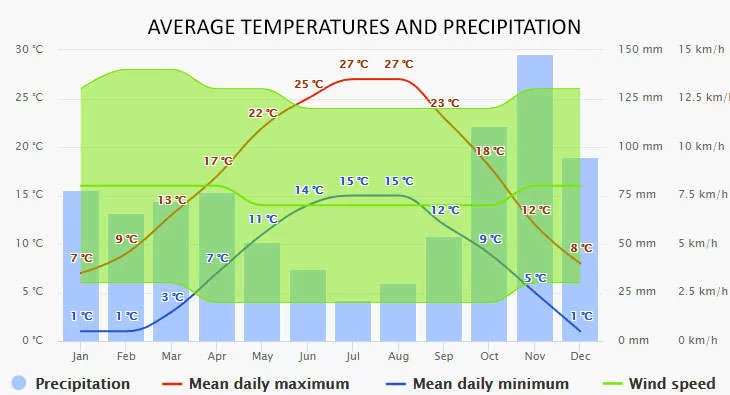 AVERAGE TEMPERATURES AND PRECIPITATION
30 °C 150 mm 15 km/h
27 °C 27 °C
25 °C
25 °C 23 °C 125 mm 12.5 km/h
22 °C
20 °C 100 mm 10 km/h
17 °C 18 °C
15 °C 15 °C
14 °C
15 °C 13 °C 75 mm 7.5 km/h
11 °C 12 °C 12 °C
10 °C 9 °C 9 °C 8 °C 50 mm 5 km/h
7 °C 7 °C
5 °C 3 °C 5 °C 25 mm 2.5 km/h
1 °C 1 °C 1 °C
0 °C 0 mm 0 km/h
Jan Feb Mar Apr May Jun Jul Aug Sep Oct Nov Dec
Precipitation Mean daily maximum Mean daily minimum Wind speed